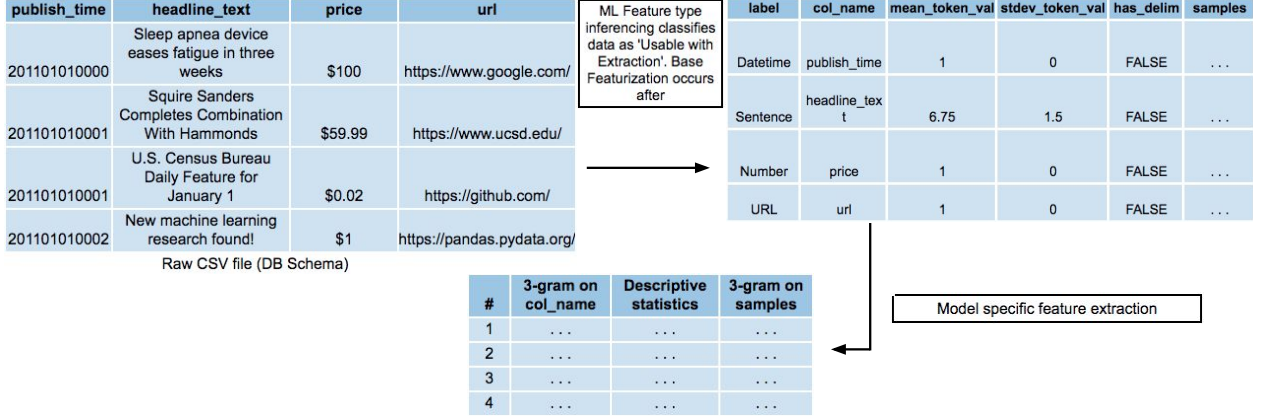 publish_time headline_text price url
Sleep apnea device
eases fatigue in three
201101010000 weeks $100 https://www.google.com/
Squire Sanders
Completes Combination
201101010001 With Hammonds $59.99 https://www.ucsd.edu/
U.S. Census Bureau
Daily Feature for
201101010001 January 1 $0.02 https://github.com/
New machine learning
201101010002 research found! $1 https://pandas.pydata.org/
Raw CSV file (DB Schema)
ML Feature type
inferencing classifies
data as 'Usable with
Extraction'. Base
Featurization occurs
after
label col_name mean_token_val stdev_token_val has_delim samples
Datetime publish_time 1 0 FALSE . . .
headline_tex
Sentence t 6.75 1.5 FALSE . . .
Number price 1 0 FALSE . . .
URL url 1 0 FALSE . . .
Model specific feature extraction
3-gram on Descriptive 3-gram on
# col_name statistics samples
1 . . . . . . . . .
2 . . . . . . . . .
3 . . . . . . . . .
4 . . . . . . . . .